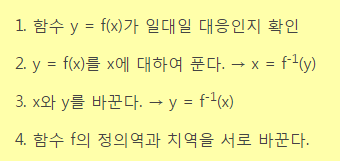 1. 함수 y = f(x)가 일대일 대응인지 확인
2. y = f(x)를 x에 대하여 푼다. → x = f⁻¹(y)
3. x와 y를 바꾼다. → y = f⁻¹(x)
4. 함수 f의 정의역과 치역을 서로 바꾼다.